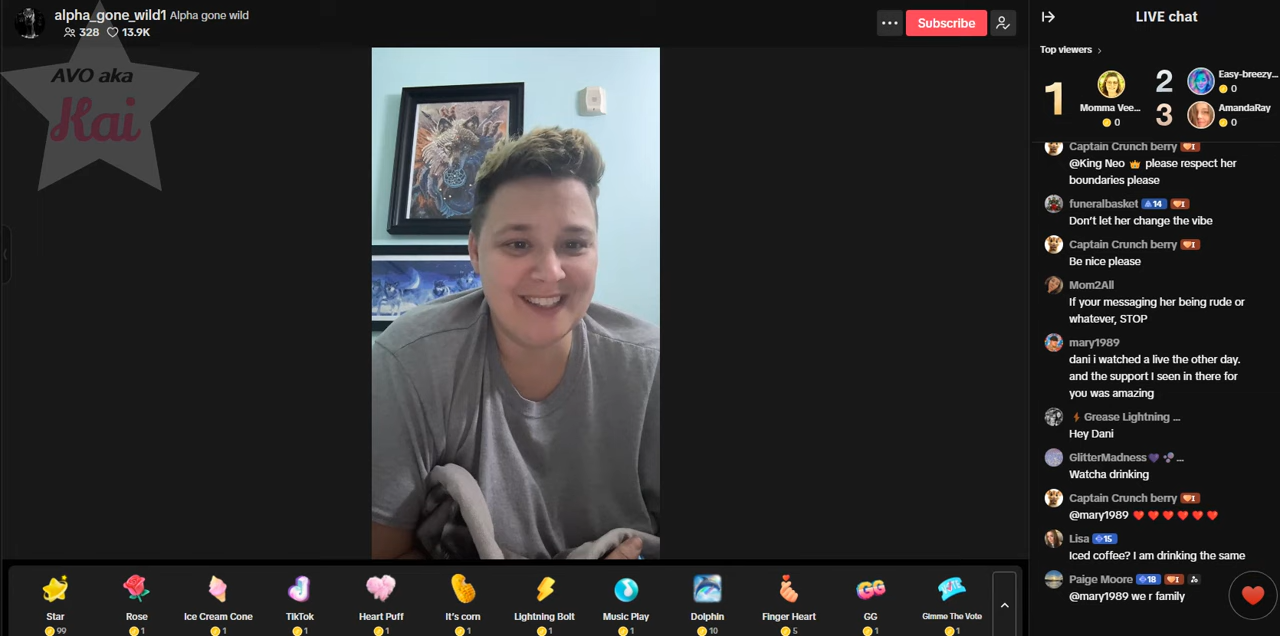 alpha_gone_wild1 Alpha gone wild
328 13.9K
AVO aka
Kai
Subscribe
LIVE chat
Top viewers
1 Momma Vee... 0
2 Easy-breezy... 0
3 AmandaRay 0
Captain Crunch berry I
@King Neo 👑 please respect her
boundaries please
funeralbasket 14 I
Don't let her change the vibe
Captain Crunch berry I
Be nice please
Mom2All
If your messaging her being rude or
whatever, STOP
mary1989
dani i watched a live the other day.
and the support I seen in there for
you was amazing
⚡ Grease Lightning ...
Hey Dani
GlitterMadness💜 ...
Watcha drinking
Captain Crunch berry I
@mary1989 ❤️ ❤️ ❤️ ❤️ ❤️ ❤️
Lisa 15
Iced coffee? I am drinking the same
Paige Moore 18 I
@mary1989 we r family
Star Rose Ice Cream Cone TikTok Heart Puff It's corn Lightning Bolt Music Play Dolphin Finger Heart GG Gimme The Vote
99 1 1 1 1 1 1 1 10 5 1 1